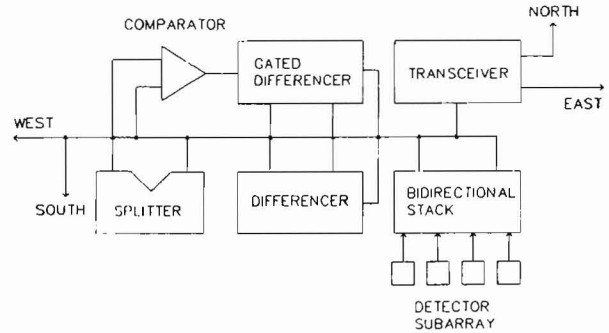 COMPARATOR
NORTH
GATED
DIFFERENCER
TRANSCEIVER
EAST
WEST
SOUTH
SPLITTER
DIFFERENCER
BIDIRECTIONAL
STACK
DETECTOR
SUBARRAY